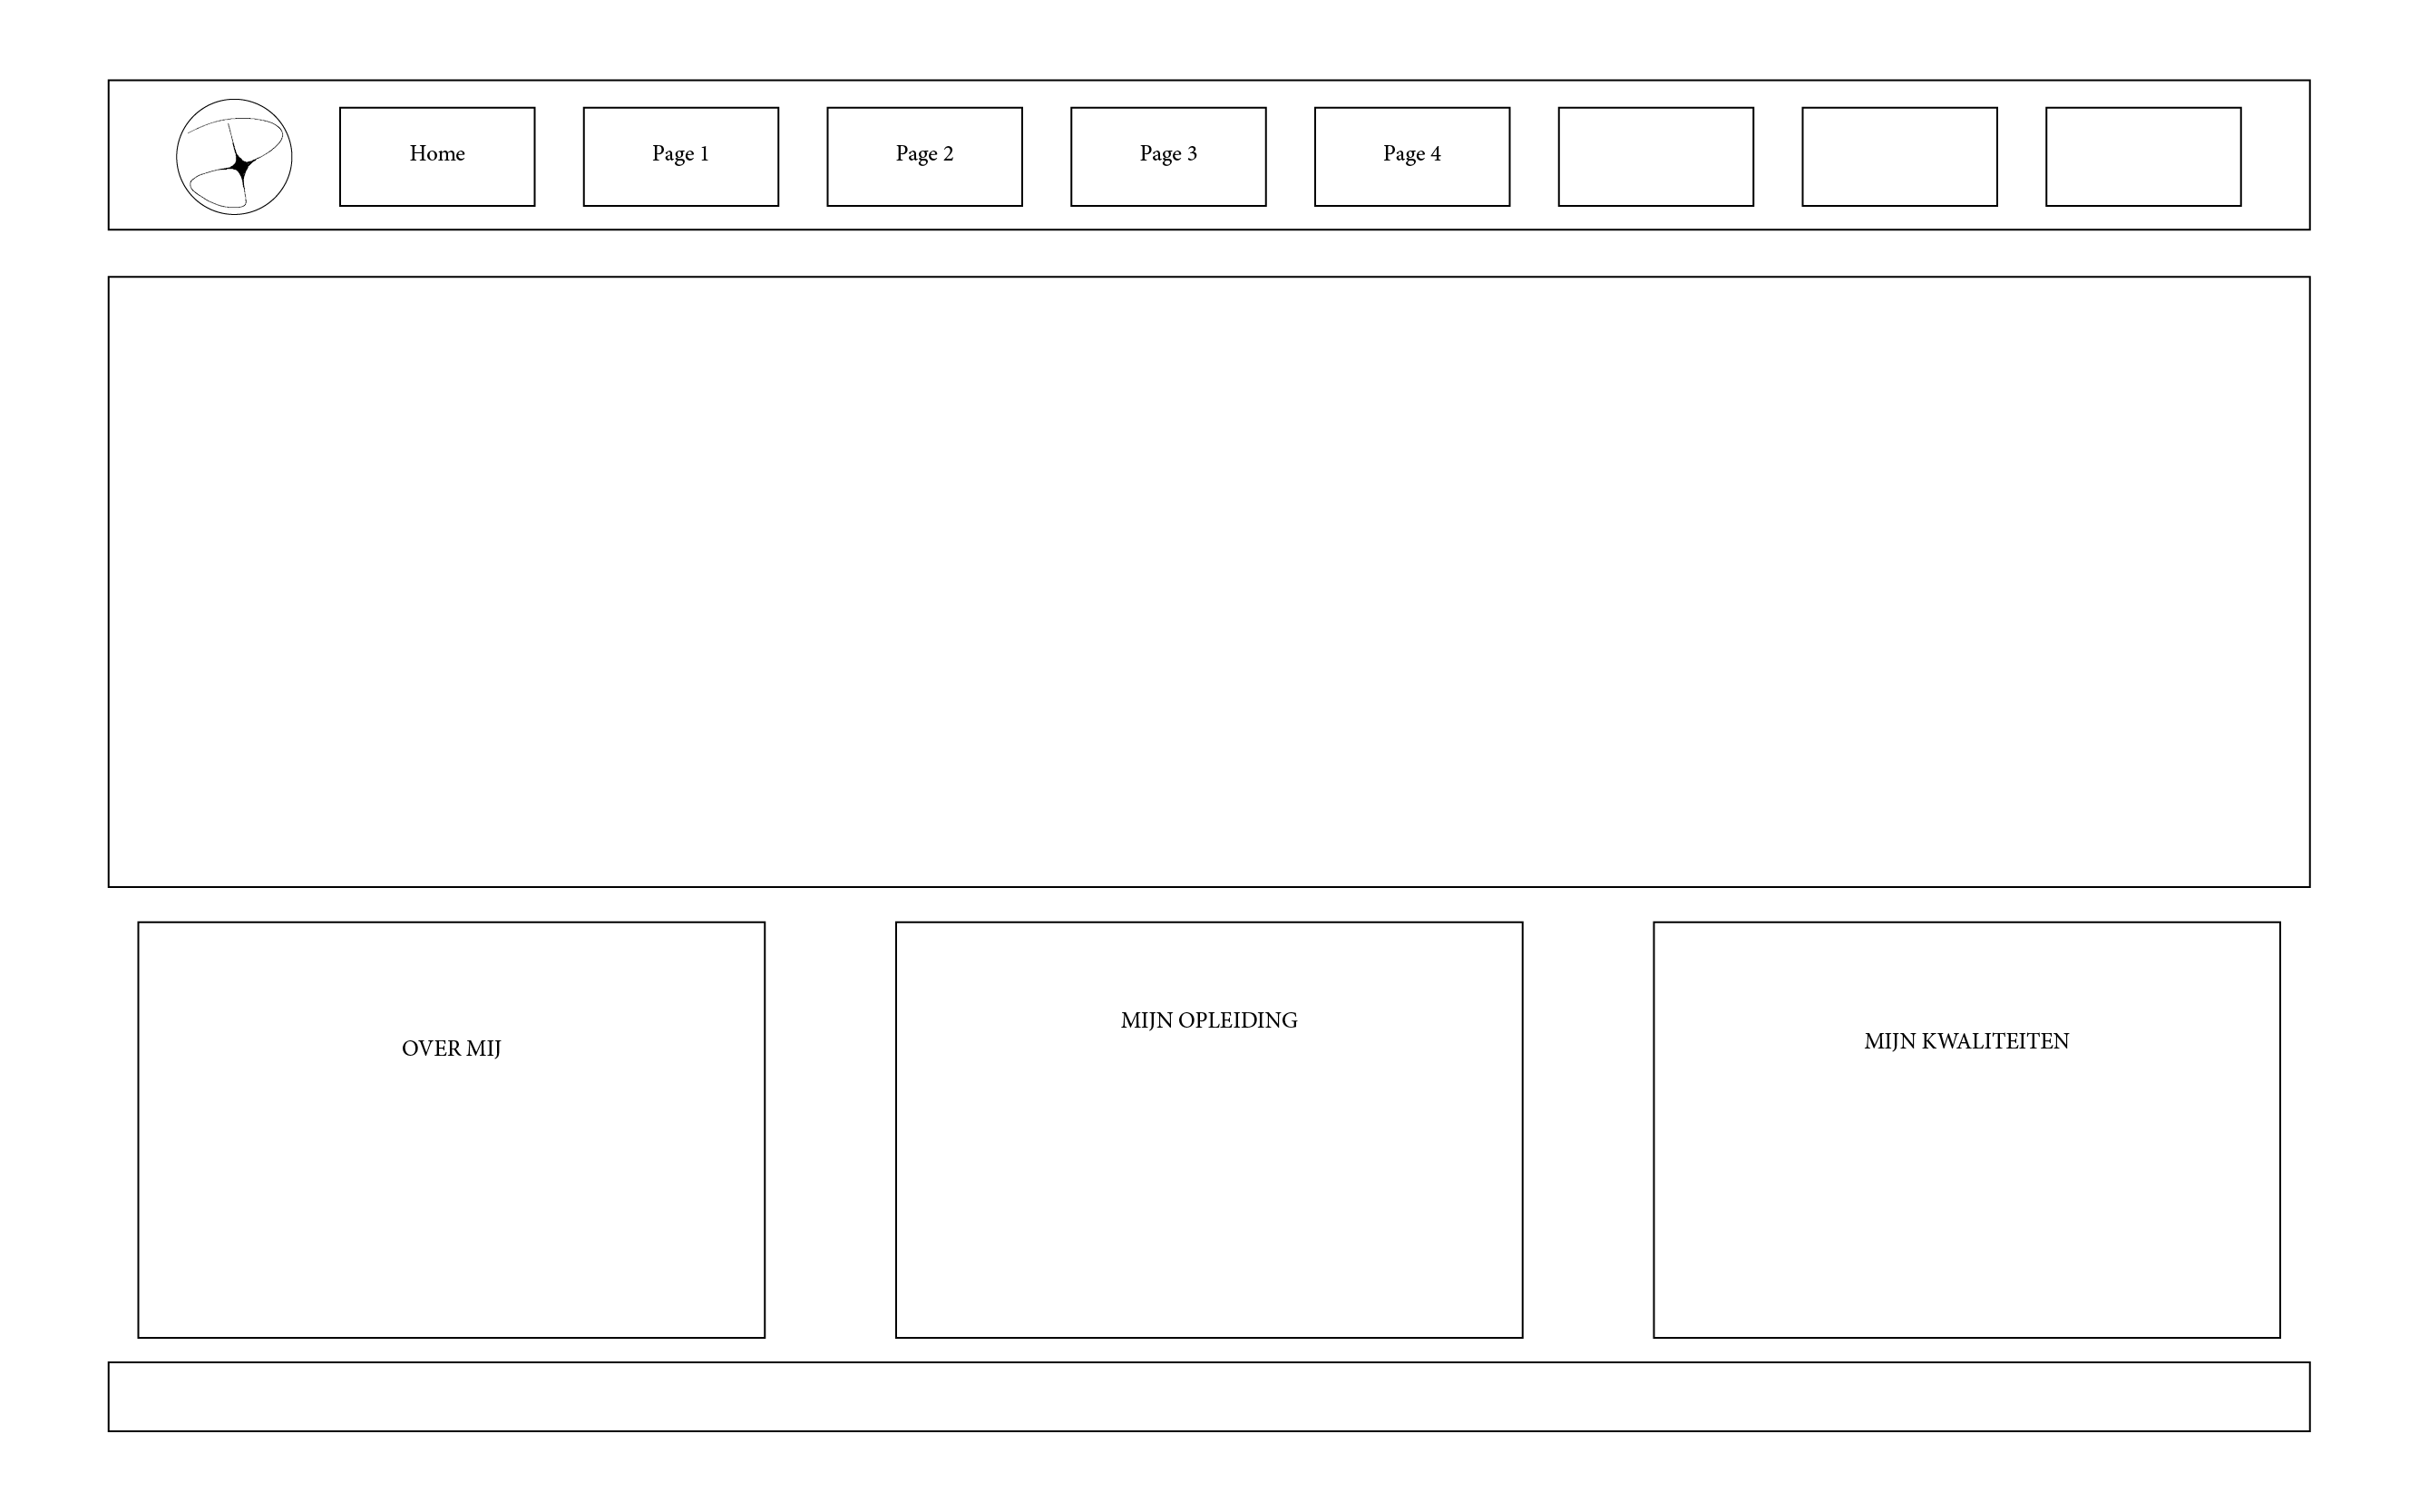 Home
Page 1
Page 2
Page 3
Page 4
OVER MIJ
MIJN OPLEIDING
MIJN KWALITEITEN